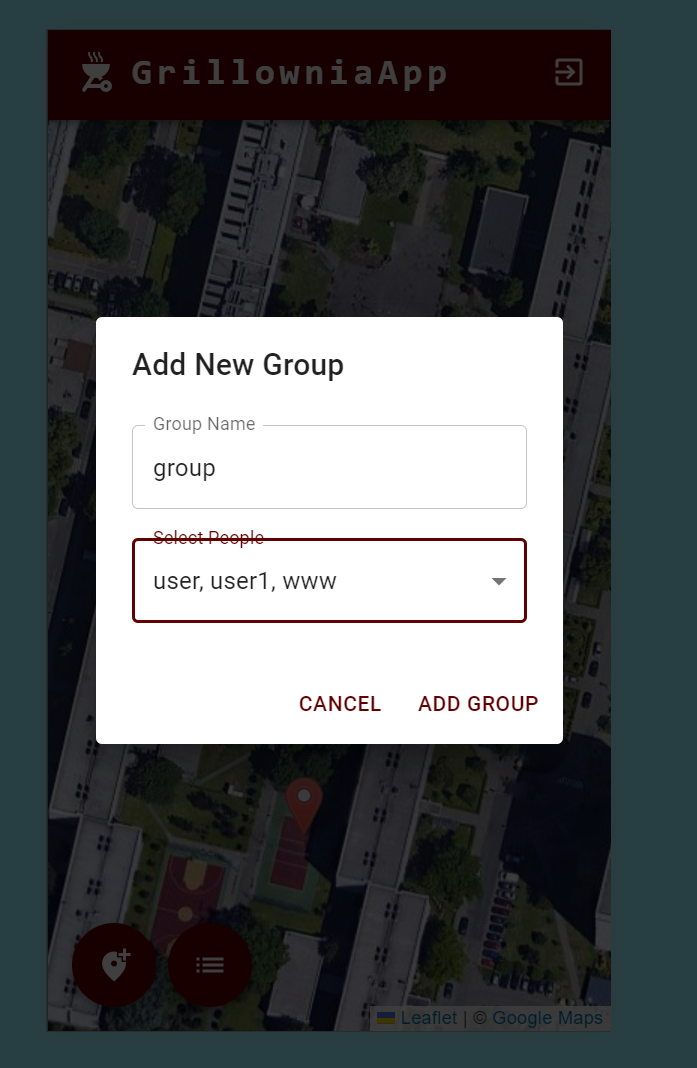 GrillowniaApp
Add New Group
Group Name
group
Select People
user, user1, www
CANCEL ADD GROUP
Leaflet | © Google Maps